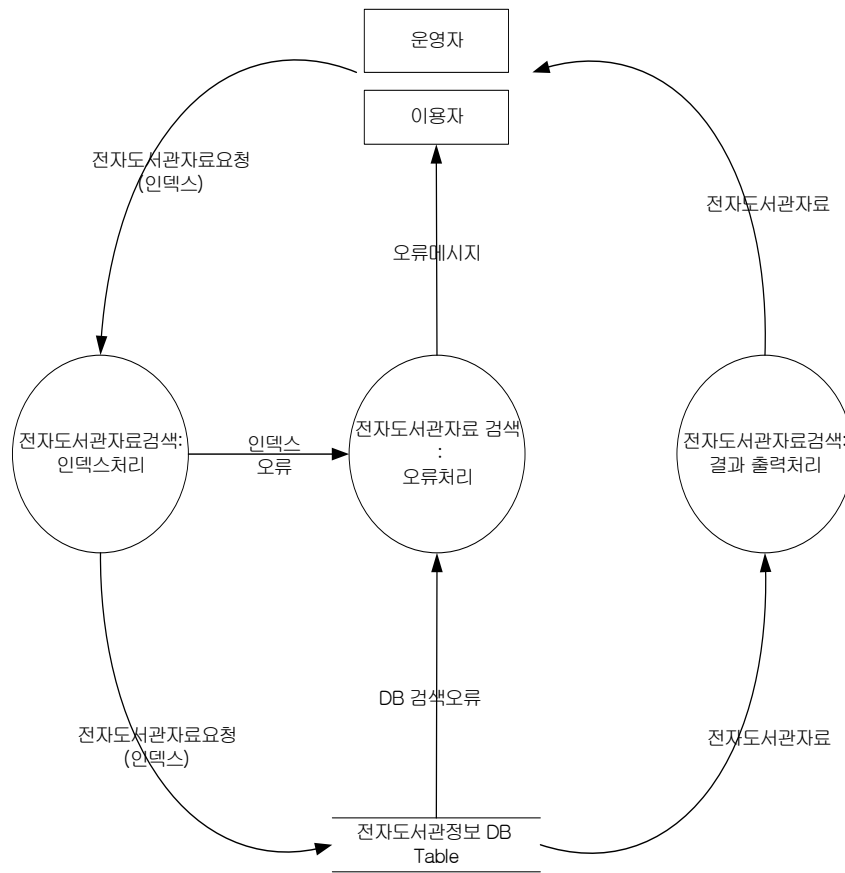 운영자
이용자
전자도서관자료요청
(인덱스)
전자도서관자료
오류메시지
전자도서관자료검색:
인덱스처리
인덱스
오류
전자도서관자료 검색
:
오류처리
전자도서관자료검색:
결과 출력처리
DB 검색오류
전자도서관자료요청
(인덱스)
전자도서관자료
전자도서관정보 DB
Table